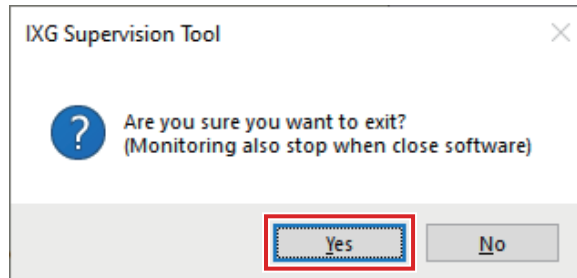 IXG Supervision Tool
Are you sure you want to exit?
(Monitoring also stop when close software)
Yes No